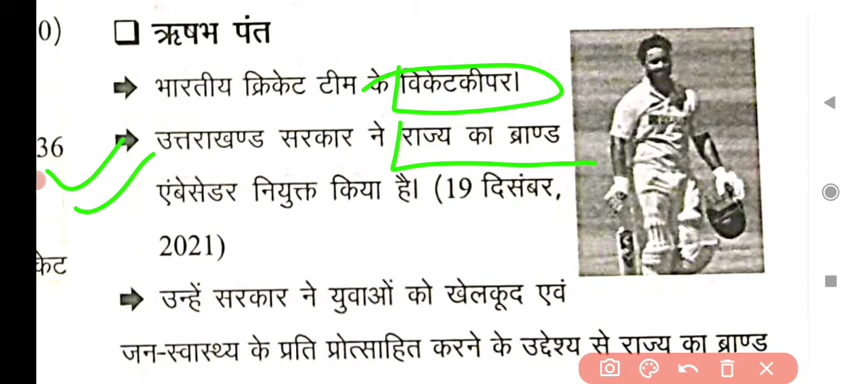 0)
❑ ऋषभ पंत
➡ भारतीय क्रिकेट टीम के विकेटकीपर।
36
➡ उत्तराखण्ड सरकार ने राज्य का ब्राण्ड
एंबेसेडर नियुक्त किया है। (19 दिसंबर,
2021)
केट
➡ उन्हें सरकार ने युवाओं को खेलकूद एवं
जन-स्वास्थ्य के प्रति प्रोत्साहित करने के उद्देश्य से राज्य का ब्राण्ड